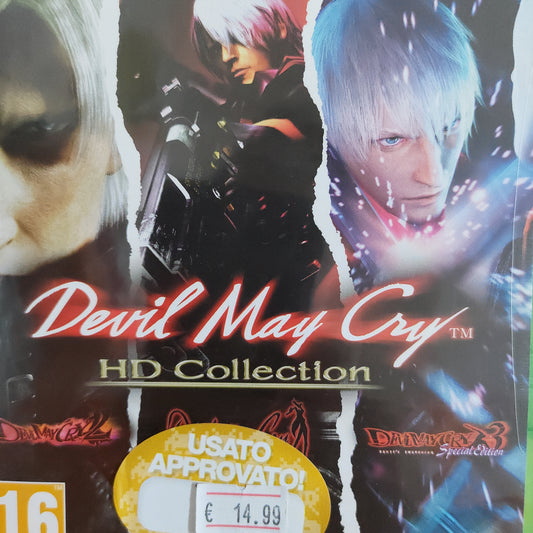 Devil May Cry™
HD Collection
Devil May Cry 2
Devil May Cry 3
Dante's Awakening Special Edition
USATO
APPROVATO!
€ 14.99
16